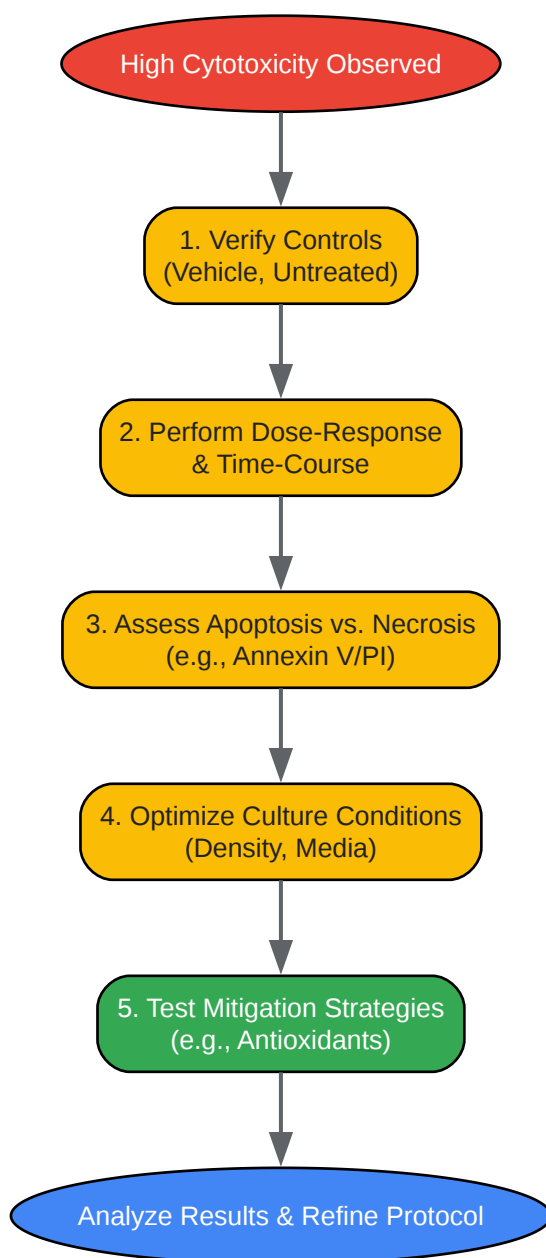 High Cytotoxicity Observed
1. Verify Controls
(Vehicle, Untreated)
2. Perform Dose-Response
& Time-Course
3. Assess Apoptosis vs. Necrosis
(e.g., Annexin V/PI)
4. Optimize Culture Conditions
(Density, Media)
5. Test Mitigation Strategies
(e.g., Antioxidants)
Analyze Results & Refine Protocol